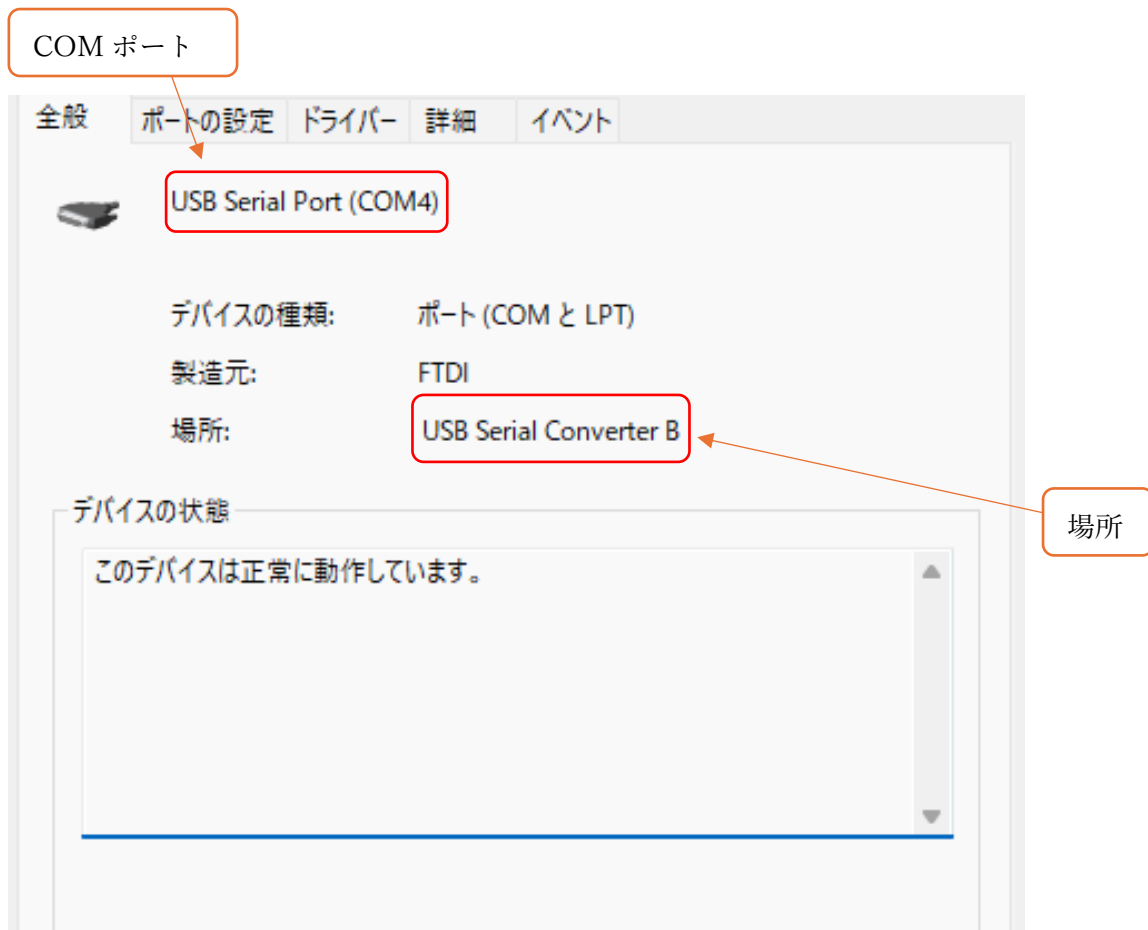 COM ポート
全般 ポートの設定 ドライバー 詳細 イベント
USB Serial Port (COM4)
デバイスの種類: ポート (COM と LPT)
製造元: FTDI
場所: USB Serial Converter B
場所
デバイスの状態
このデバイスは正常に動作しています。